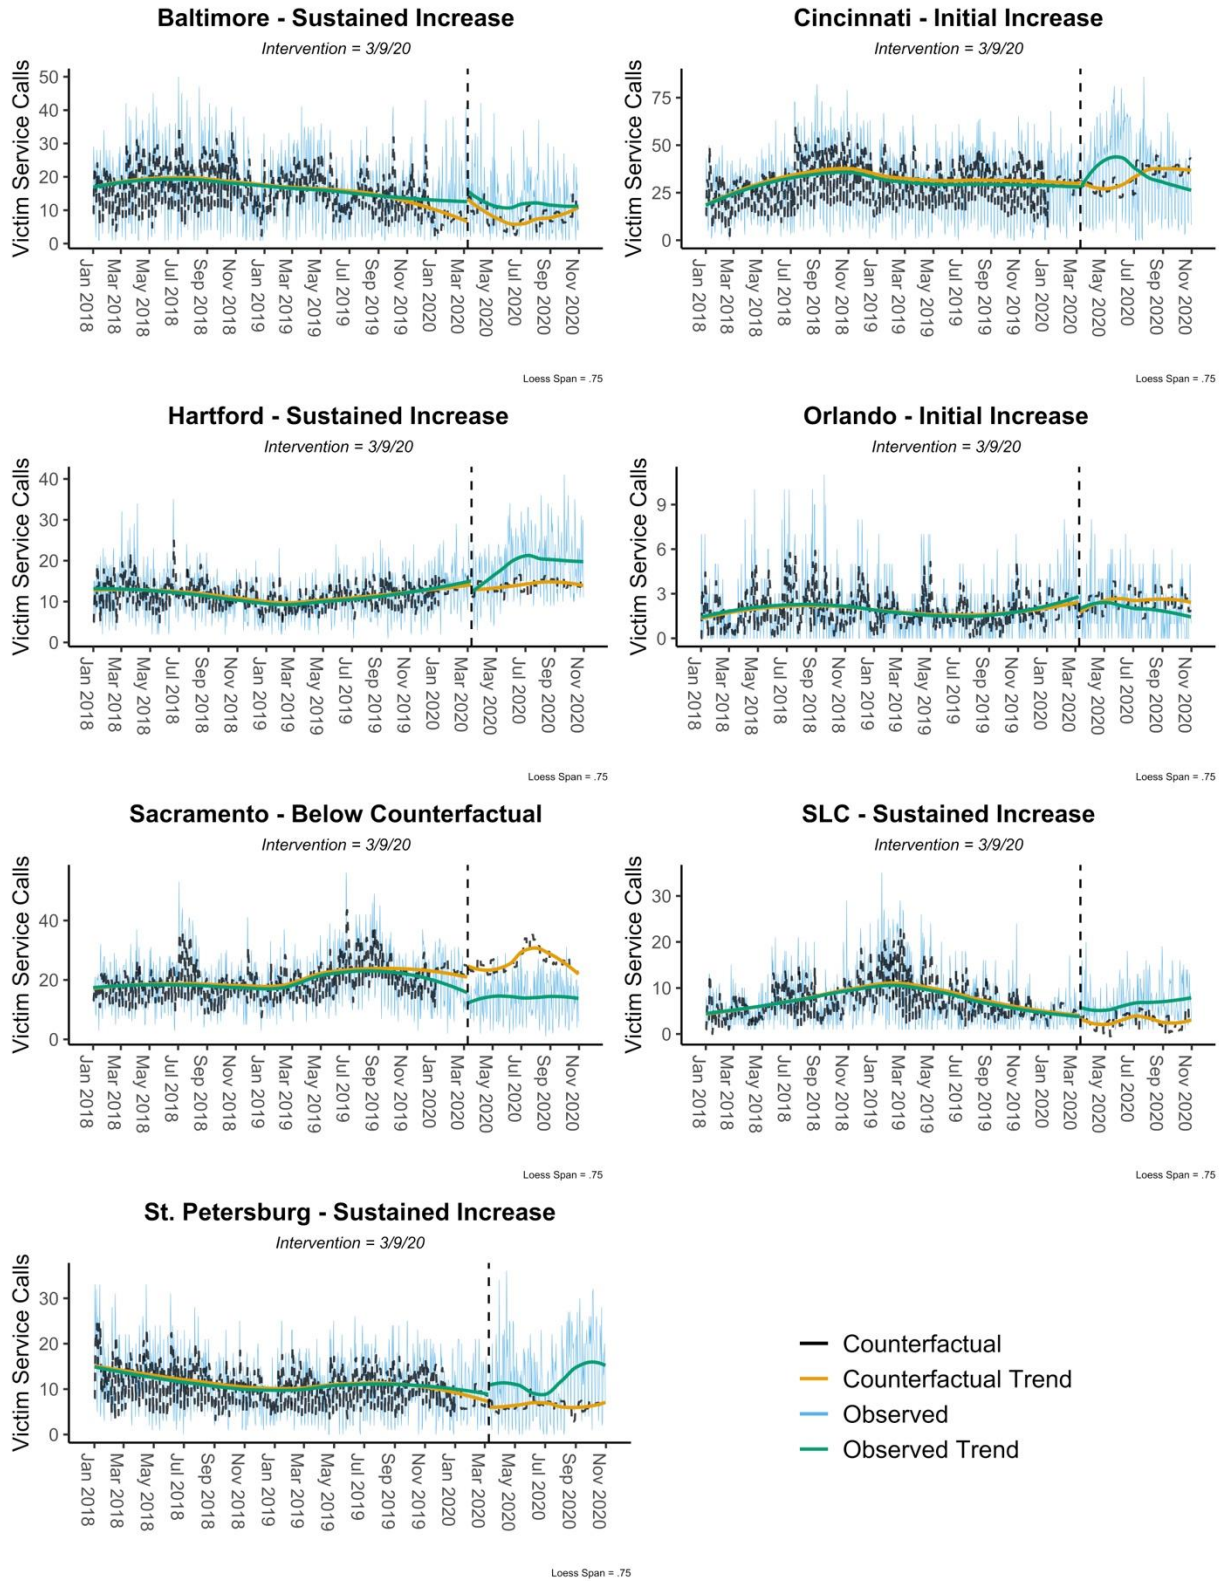 Baltimore - Sustained Increase
Intervention = 3/9/20
Victim Service Calls
50
40
30
20
10
0
Jan 2018
Mar 2018
May 2018
Jul 2018
Sep 2018
Nov 2018
Jan 2019
Mar 2019
May 2019
Jul 2019
Sep 2019
Nov 2019
Jan 2020
Mar 2020
May 2020
Jul 2020
Sep 2020
Nov 2020
Loess Span = .75
Cincinnati - Initial Increase
Intervention = 3/9/20
Victim Service Calls
75
50
25
0
Jan 2018
Mar 2018
May 2018
Jul 2018
Sep 2018
Nov 2018
Jan 2019
Mar 2019
May 2019
Jul 2019
Sep 2019
Nov 2019
Jan 2020
Mar 2020
May 2020
Jul 2020
Sep 2020
Nov 2020
Loess Span = .75
Hartford - Sustained Increase
Intervention = 3/9/20
Victim Service Calls
40
30
20
10
0
Jan 2018
Mar 2018
May 2018
Jul 2018
Sep 2018
Nov 2018
Jan 2019
Mar 2019
May 2019
Jul 2019
Sep 2019
Nov 2019
Jan 2020
Mar 2020
May 2020
Jul 2020
Sep 2020
Nov 2020
Loess Span = .75
Orlando - Initial Increase
Intervention = 3/9/20
Victim Service Calls
9
6
3
0
Jan 2018
Mar 2018
May 2018
Jul 2018
Sep 2018
Nov 2018
Jan 2019
Mar 2019
May 2019
Jul 2019
Sep 2019
Nov 2019
Jan 2020
Mar 2020
May 2020
Jul 2020
Sep 2020
Nov 2020
Loess Span = .75
Sacramento - Below Counterfactual
Intervention = 3/9/20
Victim Service Calls
40
20
0
Jan 2018
Mar 2018
May 2018
Jul 2018
Sep 2018
Nov 2018
Jan 2019
Mar 2019
May 2019
Jul 2019
Sep 2019
Nov 2019
Jan 2020
Mar 2020
May 2020
Jul 2020
Sep 2020
Nov 2020
Loess Span = .75
SLC - Sustained Increase
Intervention = 3/9/20
Victim Service Calls
30
20
10
0
Jan 2018
Mar 2018
May 2018
Jul 2018
Sep 2018
Nov 2018
Jan 2019
Mar 2019
May 2019
Jul 2019
Sep 2019
Nov 2019
Jan 2020
Mar 2020
May 2020
Jul 2020
Sep 2020
Nov 2020
Loess Span = .75
St. Petersburg - Sustained Increase
Intervention = 3/9/20
Victim Service Calls
30
20
10
0
Jan 2018
Mar 2018
May 2018
Jul 2018
Sep 2018
Nov 2018
Jan 2019
Mar 2019
May 2019
Jul 2019
Sep 2019
Nov 2019
Jan 2020
Mar 2020
May 2020
Jul 2020
Sep 2020
Nov 2020
Loess Span = .75
Counterfactual
Counterfactual Trend
Observed
Observed Trend